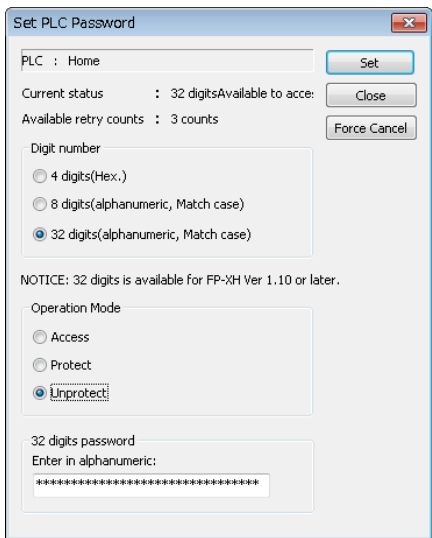 Set PLC Password
PLC : Home
Set
Current status : 32 digitsAvailable to acces
Close
Available retry counts : 3 counts
Force Cancel
Digit number
4 digits(Hex.)
8 digits(alphanumeric, Match case)
32 digits(alphanumeric, Match case)
NOTICE: 32 digits is available for FP-XH Ver 1.10 or later.
Operation Mode
Access
Protect
Unprotect
32 digits password
Enter in alphanumeric:
********************************